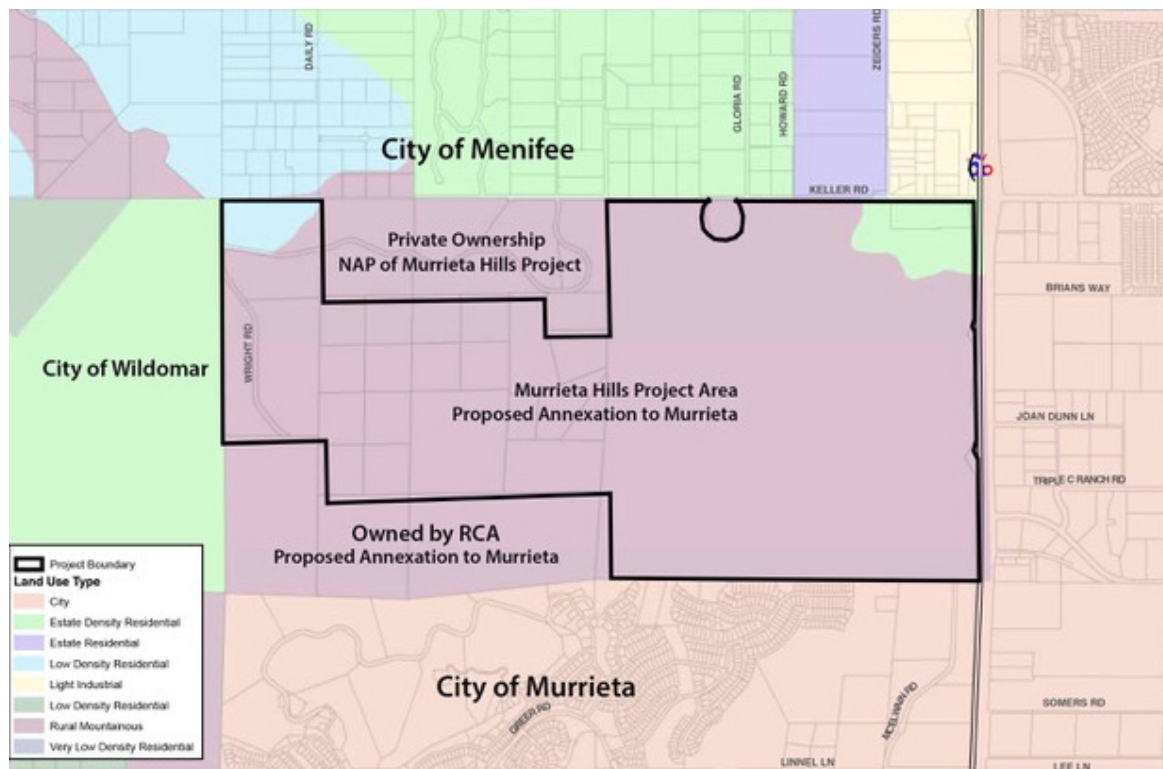 DAILY RD
GLORIA RD
HOWARD RD
ZEIDERS RD
City of Menifee
KELLER RD
Private Ownership
NAP of Murrieta Hills Project
BRIANS WAY
WRIGHT RD
City of Wildomar
Murrieta Hills Project Area
Proposed Annexation to Murrieta
JOAN DUNN LN
TRIPLE C RANCH RD
Owned by RCA
Proposed Annexation to Murrieta
Project Boundary
Land Use Type
City
Estate Density Residential
Estate Residential
Low Density Residential
Light Industrial
Low Density Residential
Rural Mountainous
Very Low Density Residential
City of Murrieta
GREER RD
MCELWAIN RD
SOMERS RD
LINNEL LN
LEE LN